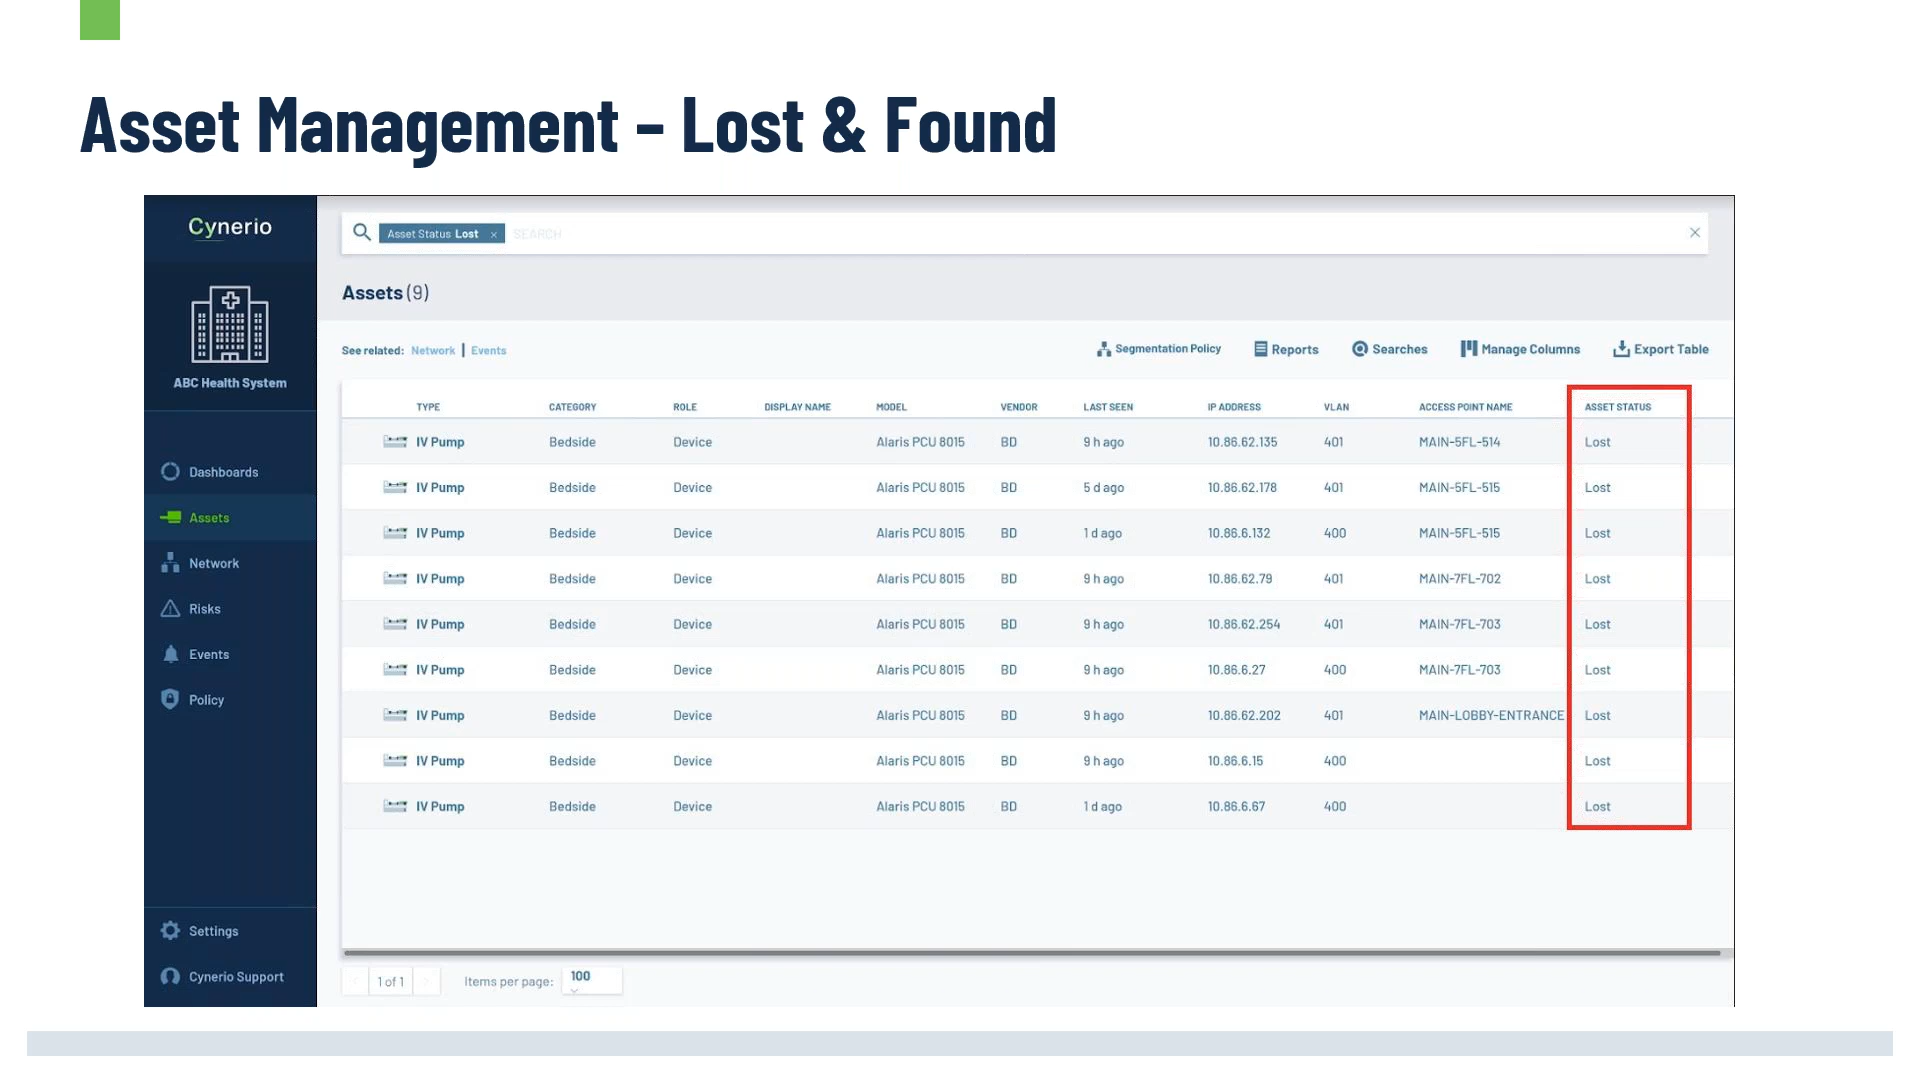 Asset Management – Lost & Found
Cynerio
ABC Health System
Dashboards
Assets
Network
Risks
Events
Policy
Settings
Cynerio Support
Asset Status Lost × SEARCH ×
Assets (9)
See related: Network | Events
Segmentation Policy Reports Searches Manage Columns Export Table
TYPE CATEGORY ROLE DISPLAY NAME MODEL VENDOR LAST SEEN IP ADDRESS VLAN ACCESS POINT NAME ASSET STATUS
IV Pump Bedside Device Alaris PCU 8015 BD 9 h ago 10.86.62.135 401 MAIN-5FL-514 Lost
IV Pump Bedside Device Alaris PCU 8015 BD 5 d ago 10.86.62.178 401 MAIN-5FL-515 Lost
IV Pump Bedside Device Alaris PCU 8015 BD 1 d ago 10.86.6.132 400 MAIN-5FL-515 Lost
IV Pump Bedside Device Alaris PCU 8015 BD 9 h ago 10.86.62.79 401 MAIN-7FL-702 Lost
IV Pump Bedside Device Alaris PCU 8015 BD 9 h ago 10.86.62.254 401 MAIN-7FL-703 Lost
IV Pump Bedside Device Alaris PCU 8015 BD 9 h ago 10.86.6.27 400 MAIN-7FL-703 Lost
IV Pump Bedside Device Alaris PCU 8015 BD 9 h ago 10.86.62.202 401 MAIN-LOBBY-ENTRANCE Lost
IV Pump Bedside Device Alaris PCU 8015 BD 9 h ago 10.86.6.15 400 Lost
IV Pump Bedside Device Alaris PCU 8015 BD 1 d ago 10.86.6.67 400 Lost
1 of 1 Items per page: 100